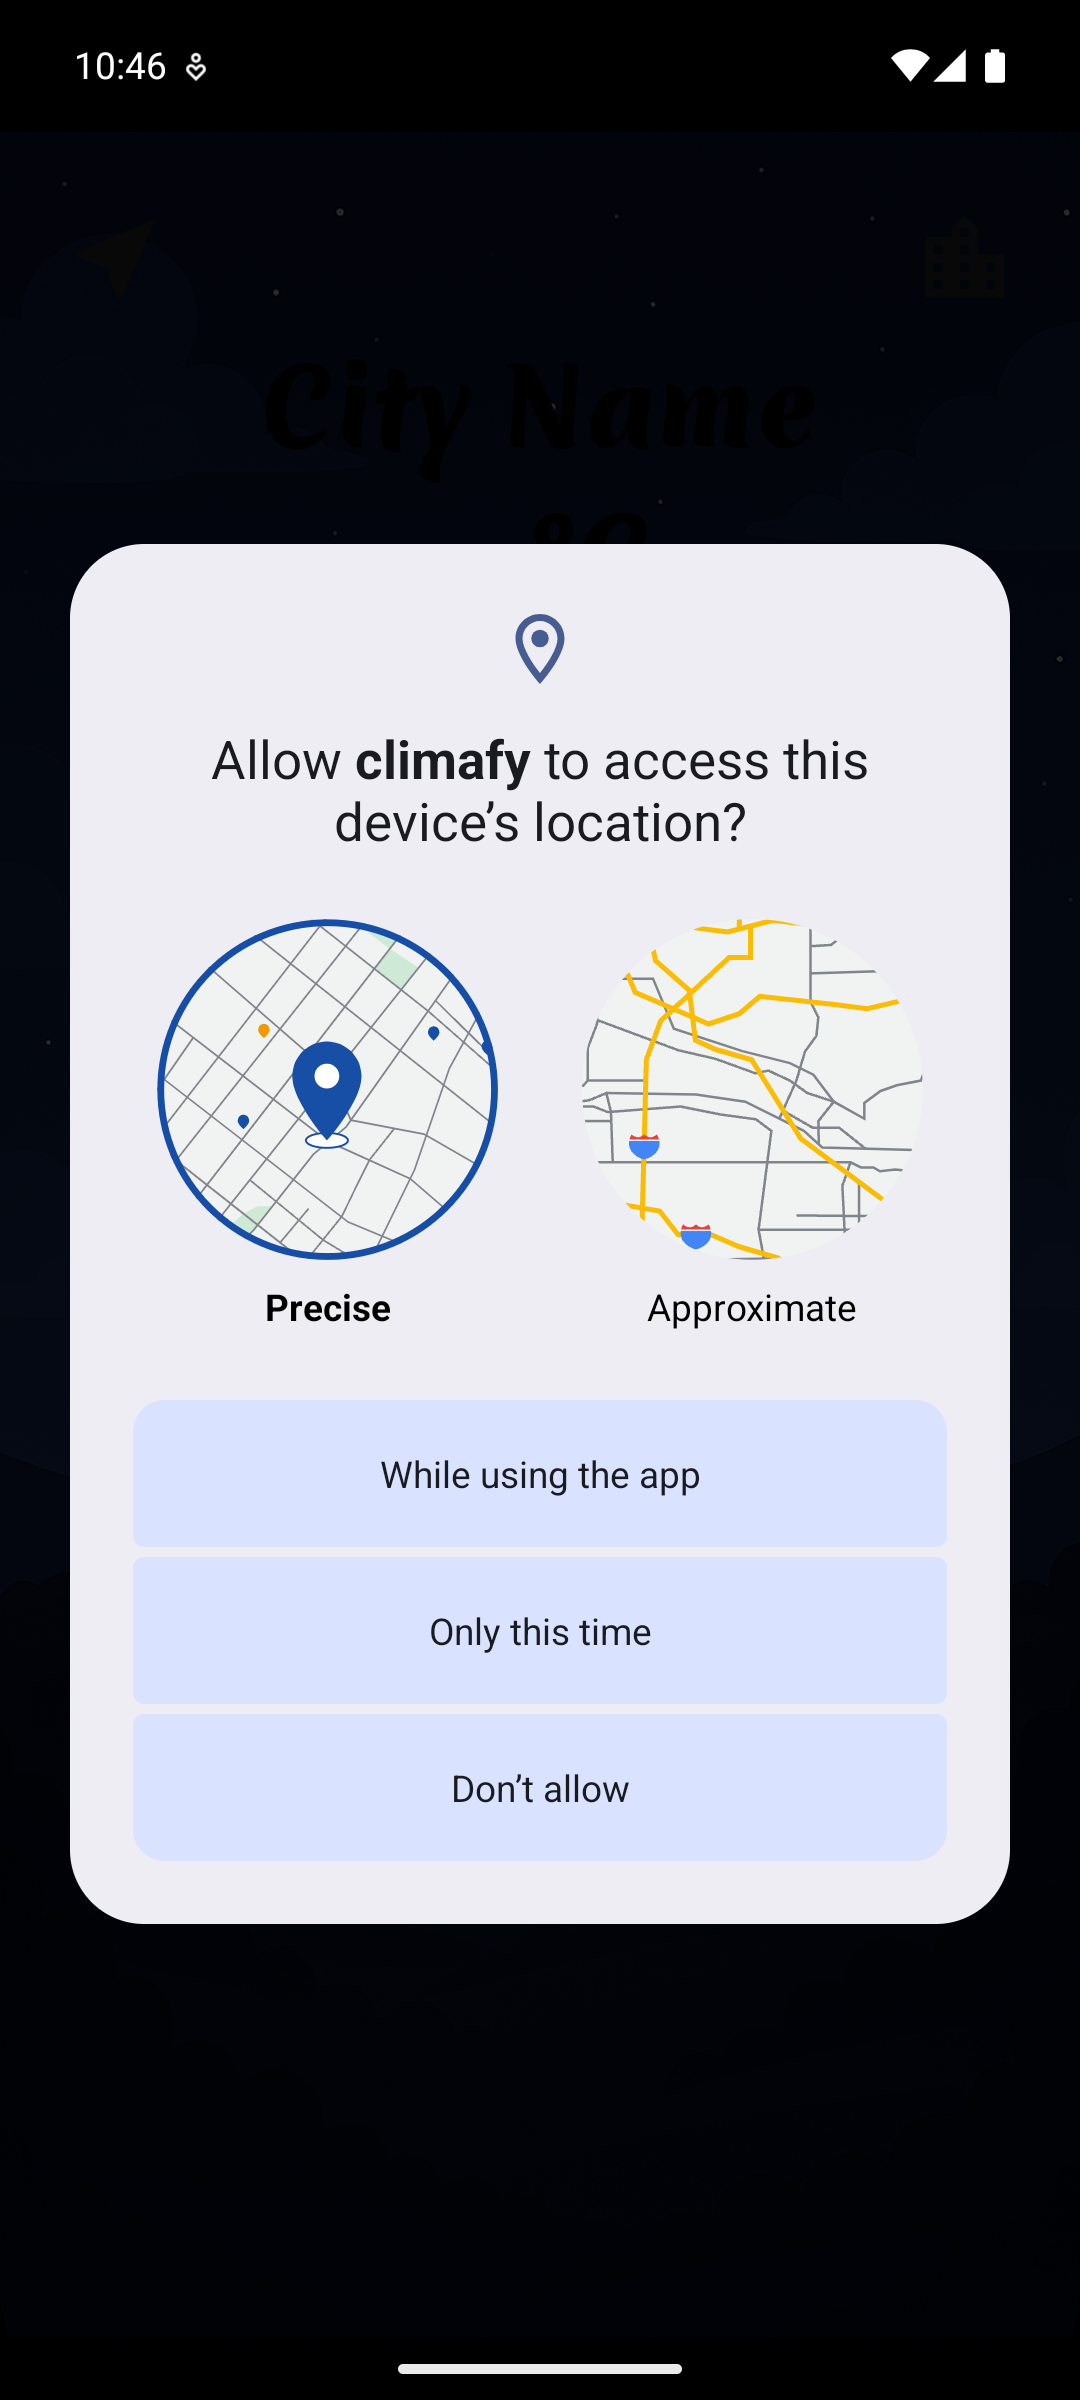 10:46
City Name
Allow climafy to access this
device’s location?
Precise
Approximate
While using the app
Only this time
Don’t allow